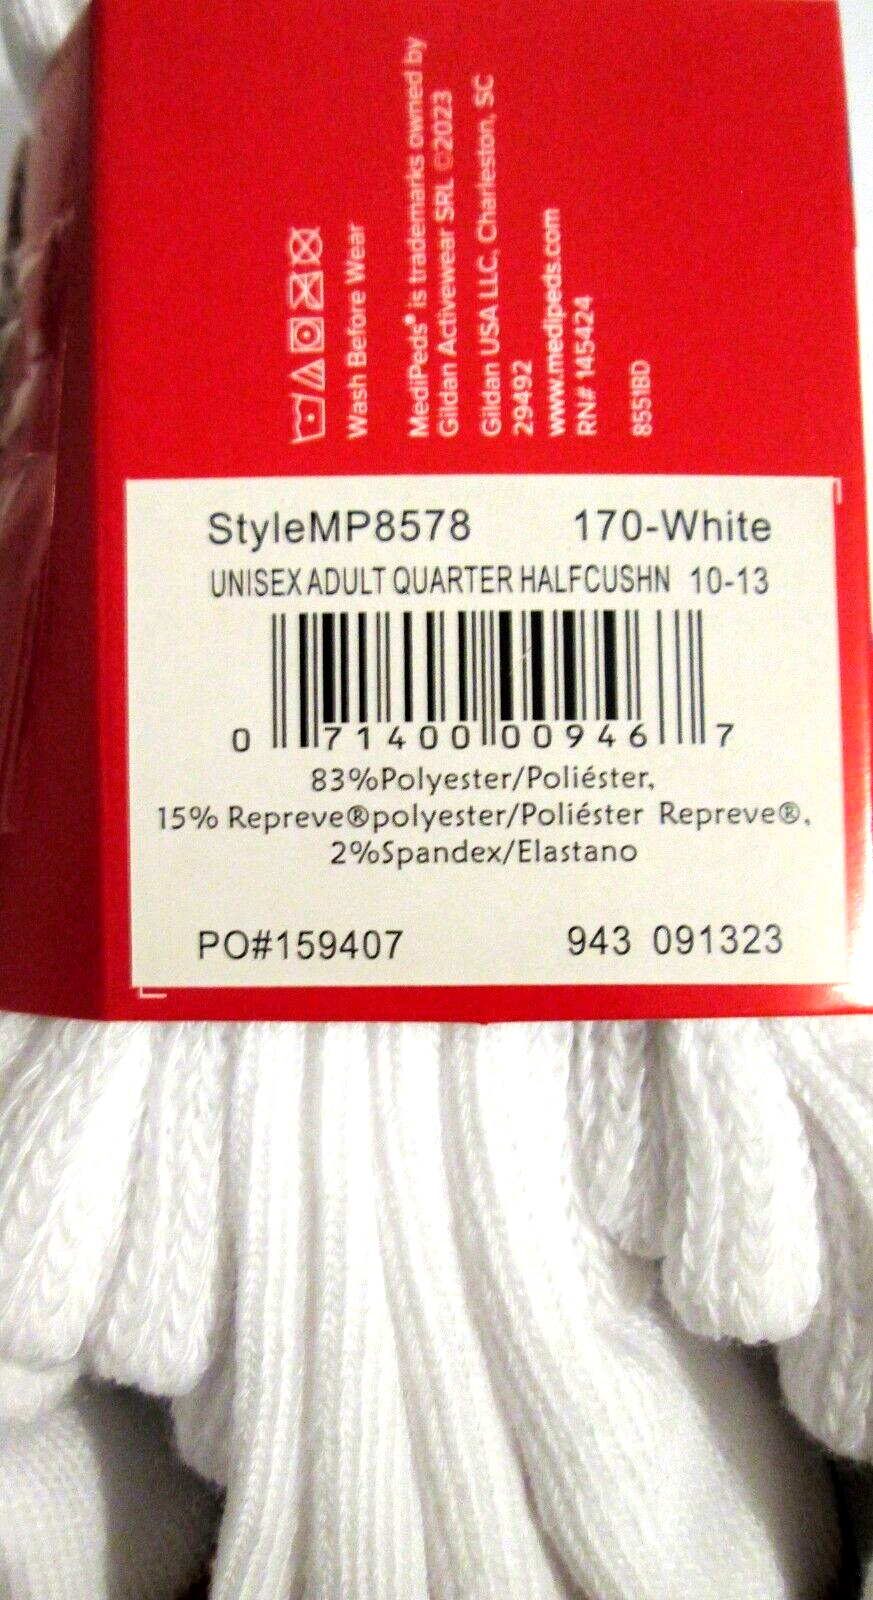 Wash Before Wear
MediPeds® is trademarks owned by
Gildan Activewear SRL ©2023
Gildan USA LLC, Charleston, SC
29492
www.medipeds.com
RN# 145424
8551BD
StyleMP8578 170-White
UNISEX ADULT QUARTER HALFCUSHN 10-13
0 71400 00946 7
83%Polyester/Poliéster,
15% Repreve®polyester/Poliéster Repreve®,
2%Spandex/Elastano
PO#159407 943 091323